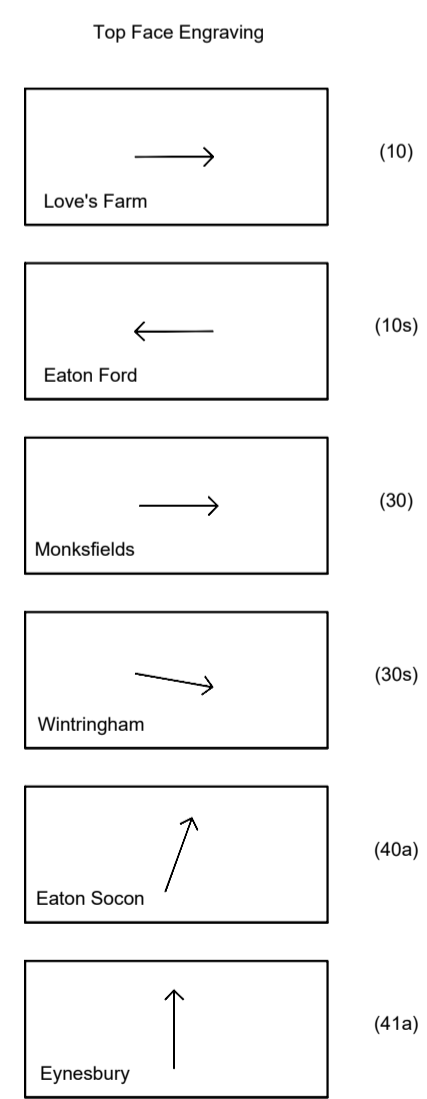 Top Face Engraving
(10)
Love's Farm
(10s)
Eaton Ford
(30)
Monksfields
(30s)
Wintringham
(40a)
Eaton Socon
(41a)
Eynesbury